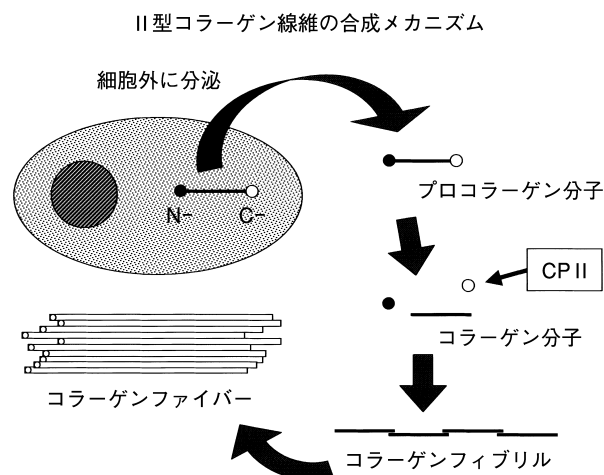 II型コラーゲン線維の合成メカニズム
細胞外に分泌
N− C−
プロコラーゲン分子
CPII
コラーゲン分子
コラーゲンファイバー
コラーゲンフィブリル